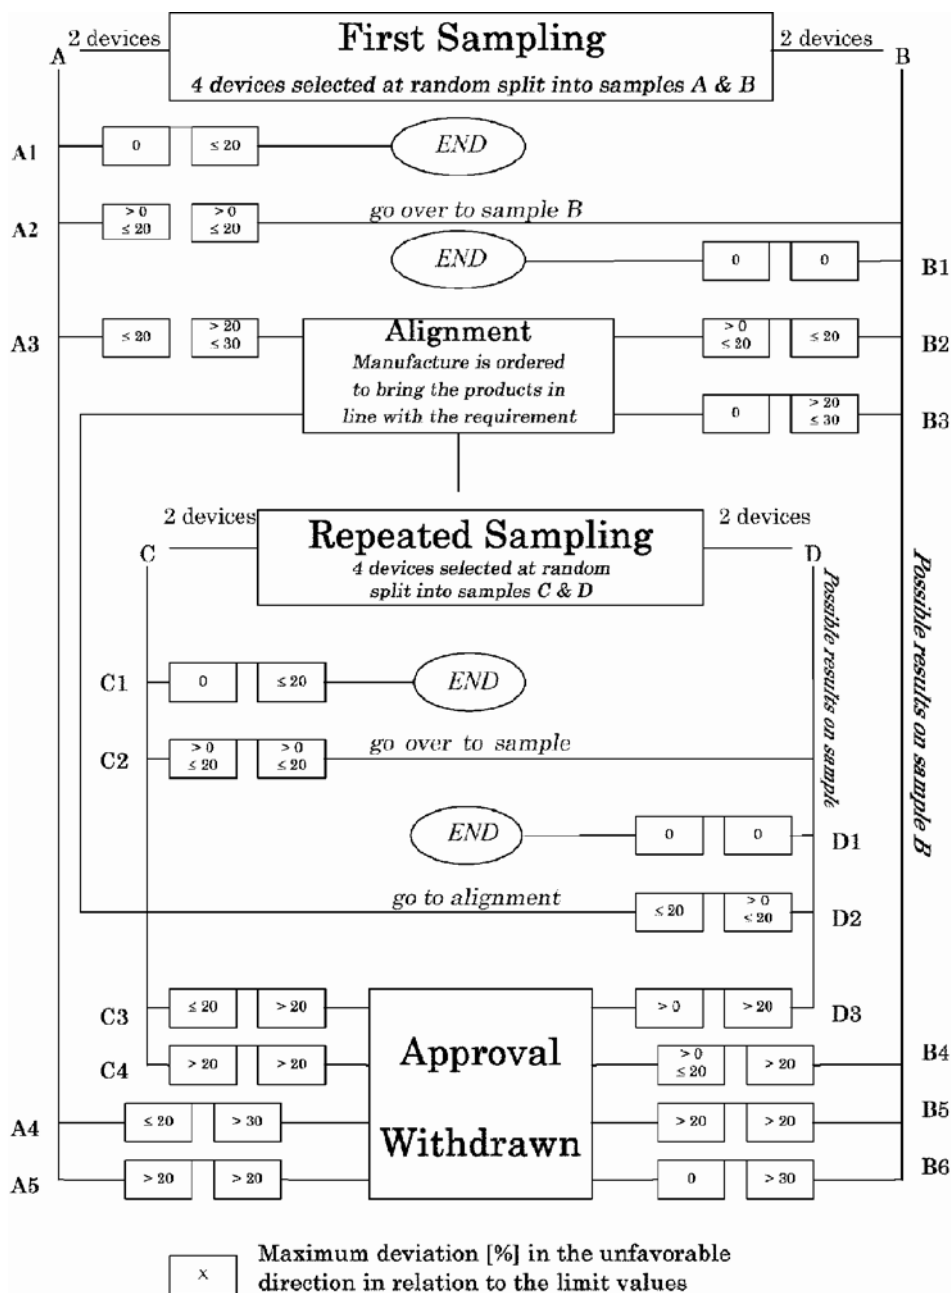 First Sampling
4 devices selected at random split into samples A & B
2 devices
2 devices
A
B
A1
0
≤ 20
END
A2
> 0
≤ 20
> 0
≤ 20
go over to sample B
END
0
0
B1
A3
≤ 20
> 20
≤ 30
Alignment
Manufacture is ordered
to bring the products in
line with the requirement
> 0
≤ 20
≤ 20
B2
0
> 20
≤ 30
B3
2 devices
2 devices
C
Repeated Sampling
4 devices selected at random
split into samples C & D
D
Possible results on sample
Possible results on sample B
C1
0
≤ 20
END
C2
> 0
≤ 20
> 0
≤ 20
go over to sample
END
0
0
D1
go to alignment
≤ 20
> 0
≤ 20
D2
C3
≤ 20
> 20
Approval
Withdrawn
> 0
> 20
D3
C4
> 20
> 20
> 0
≤ 20
> 20
B4
A4
≤ 20
> 30
> 20
> 20
B5
A5
> 20
> 20
0
> 30
B6
x
Maximum deviation [%] in the unfavorable
direction in relation to the limit values